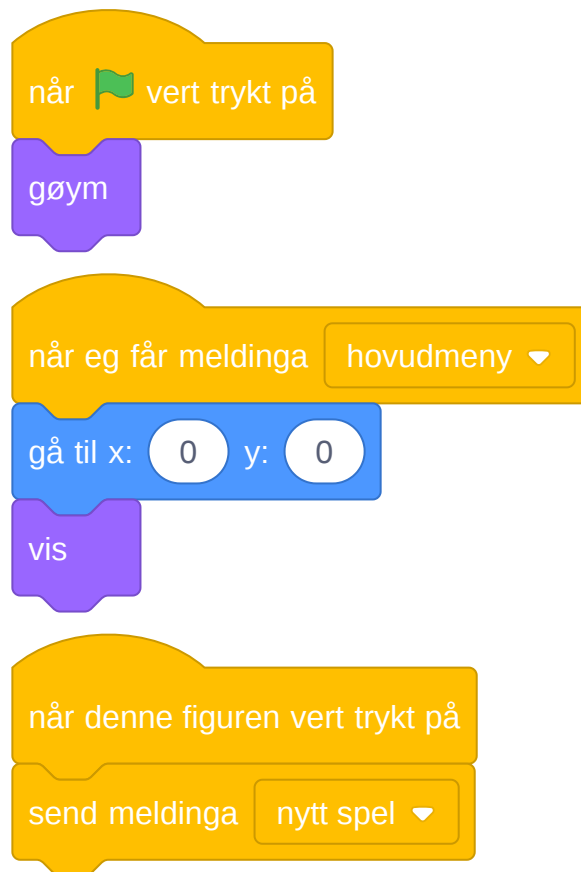 når vert trykt på
gøym
når eg får meldinga hovudmeny
gå til x: 0 y: 0
vis
når denne figuren vert trykt på
send meldinga nytt spel